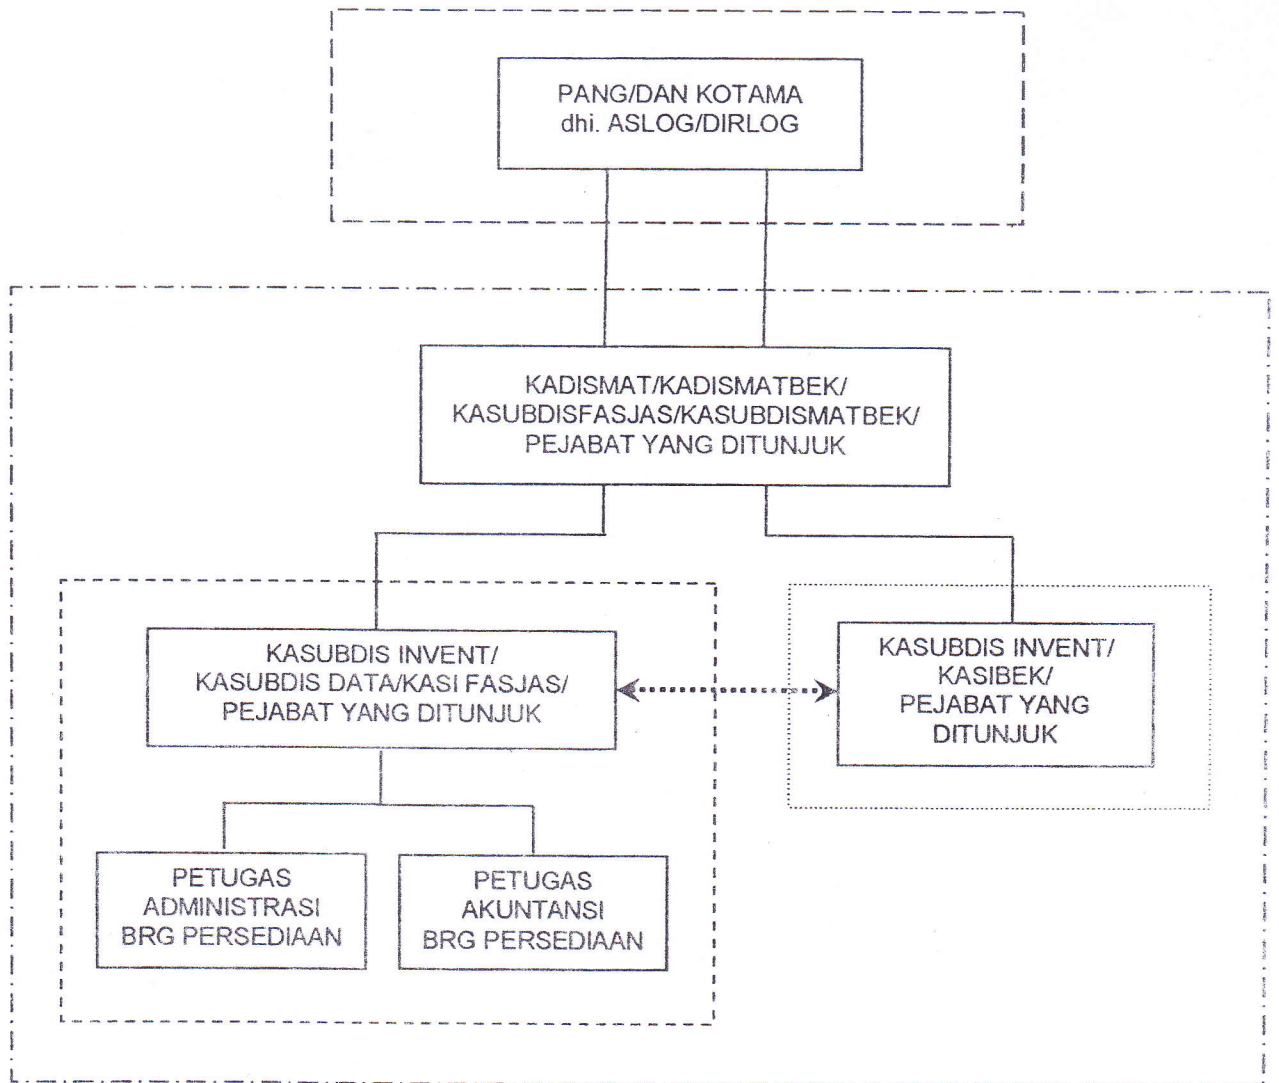 PANG/DAN KOTAMA
dhi. ASLOG/DIRLOG
KADISMAT/KADISMATBEK/
KASUBDISFASJAS/KASUBDISMATBEK/
PEJABAT YANG DITUNJUK
KASUBDIS INVENT/
KASUBDIS DATA/KASI FASJAS/
PEJABAT YANG DITUNJUK
KASUBDIS INVENT/
KASIBEK/
PEJABAT YANG
DITUNJUK
PETUGAS
ADMINISTRASI
BRG PERSEDIAAN
PETUGAS
AKUNTANSI
BRG PERSEDIAAN